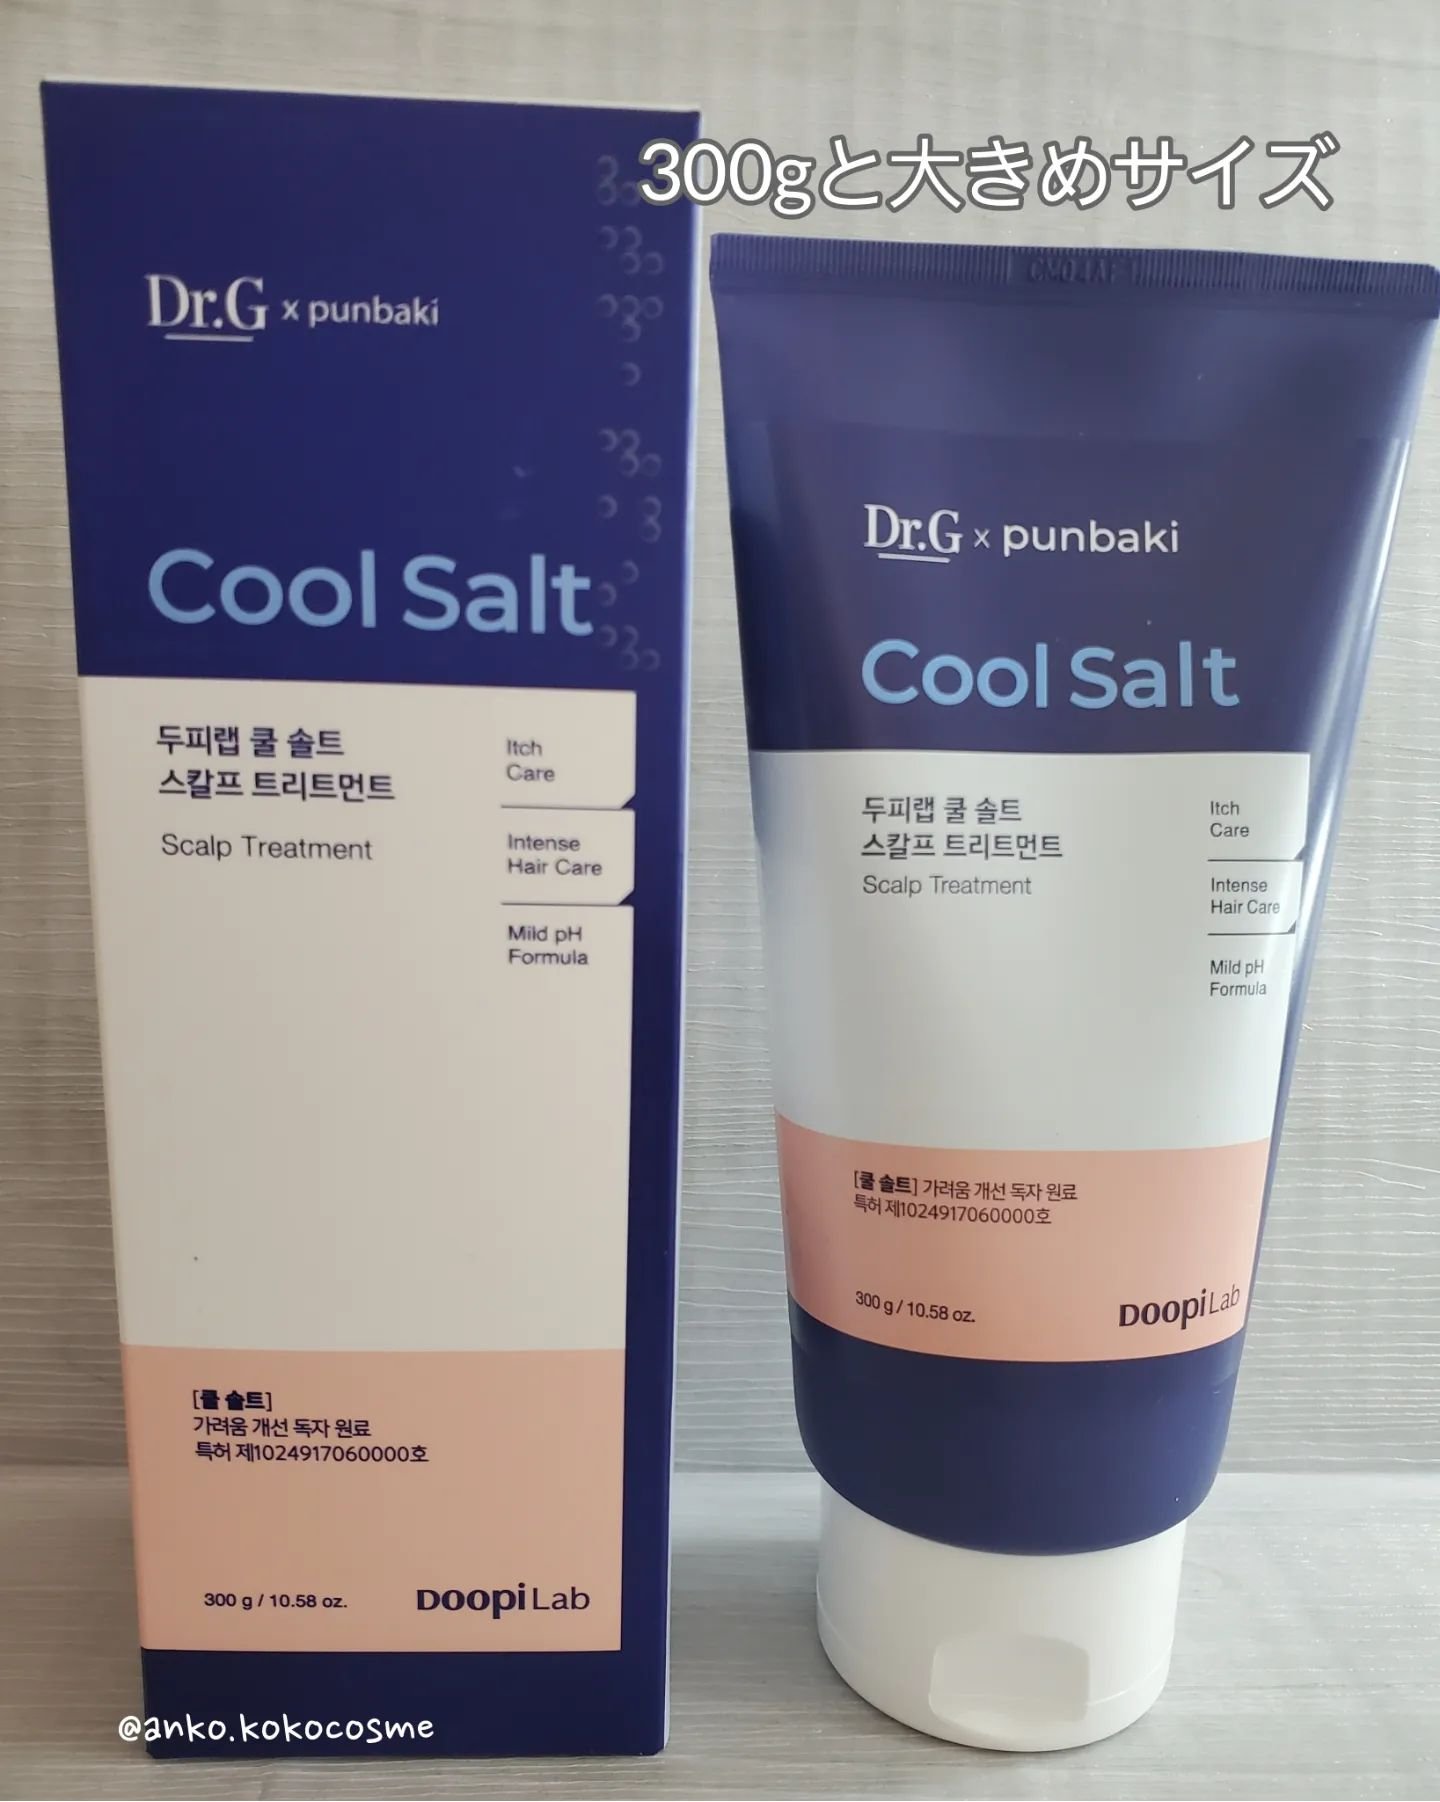 300gと大きめサイズ
Dr.G x punbaki
Cool Salt
두피랩 쿨 솔트
스칼프 트리트먼트
Scalp Treatment
Itch
Care
Intense
Hair Care
Mild pH
Formula
[쿨 솔트]
가려움 개선 독자 원료
특허 제1024917060000호
300 g / 10.58 oz.
DOOpi Lab
@anko.kokocosme
Dr.G x punbaki
Cool Salt
두피랩 쿨 솔트
스칼프 트리트먼트
Scalp Treatment
Itch
Care
Intense
Hair Care
Mild pH
Formula
[쿨 솔트] 가려움 개선 독자 원료
특허 제1024917060000호
300 g / 10.58 oz.
DOOpi Lab